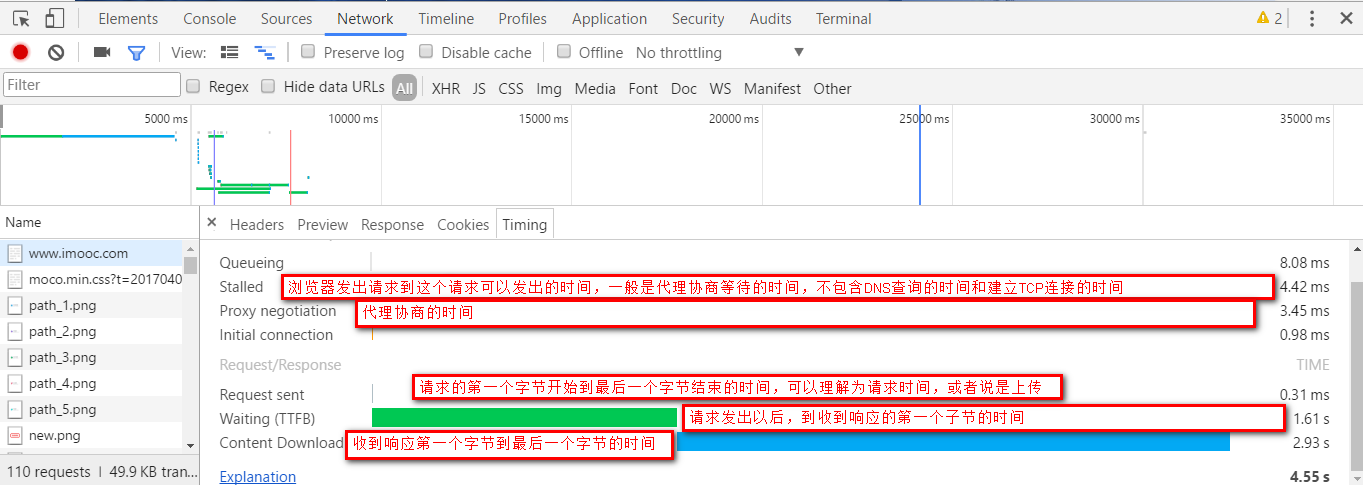 Elements Console Sources Network Timeline Profiles Application Security Audits Terminal 2
View: Preserve log Disable cache Offline No throttling
Filter Regex Hide data URLs All XHR JS CSS Img Media Font Doc WS Manifest Other
5000 ms 10000 ms 15000 ms 20000 ms 25000 ms 30000 ms 35000 ms
Name
www.imooc.com
moco.min.css?t=2017040
path_1.png
path_2.png
path_3.png
path_4.png
path_5.png
new.png
110 requests | 49.9 KB tran...
× Headers Preview Response Cookies Timing
Queueing 8.08 ms
Stalled 浏览器发出请求到这个请求可以发出的时间，一般是代理协商等待的时间，不包含DNS查询的时间和建立TCP连接的时间 4.42 ms
Proxy negotiation 代理协商的时间 3.45 ms
Initial connection 0.98 ms
Request/Response TIME
Request sent 请求的第一个字节开始到最后一个字节结束的时间，可以理解为请求时间，或者说是上传 0.31 ms
Waiting (TTFB) 请求发出以后，到收到响应的第一个子节的时间 1.61 s
Content Download 收到响应第一个字节到最后一个字节的时间 2.93 s
Explanation 4.55 s